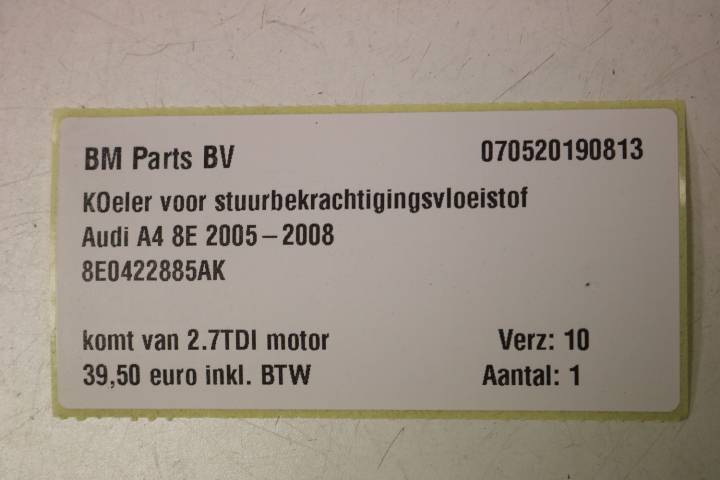 BM Parts BV 070520190813
KOeler voor stuurbekrachtigingsvloeistof
Audi A4 8E 2005-2008
8E0422885AK
komt van 2.7TDI motor Verz: 10
39,50 euro inkl. BTW Aantal: 1